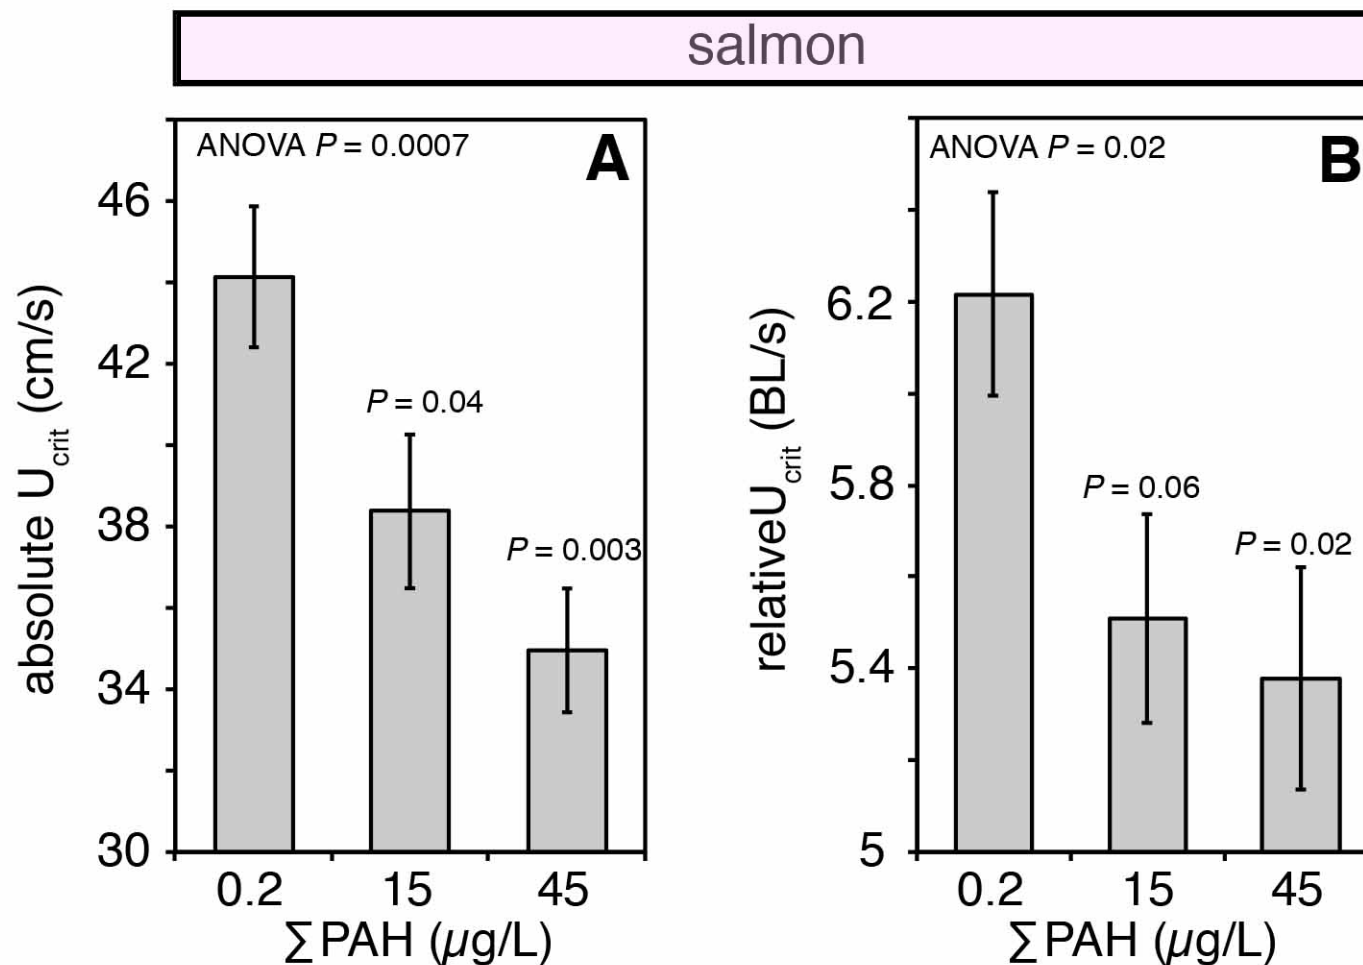 salmon
ANOVA P = 0.0007
A
46
42
38
34
30
absolute Ucrit (cm/s)
P = 0.04
P = 0.003
0.2 15 45
∑PAH (µg/L)
ANOVA P = 0.02
B
6.2
5.8
5.4
5
relativeUcrit (BL/s)
P = 0.06
P = 0.02
0.2 15 45
∑PAH (µg/L)